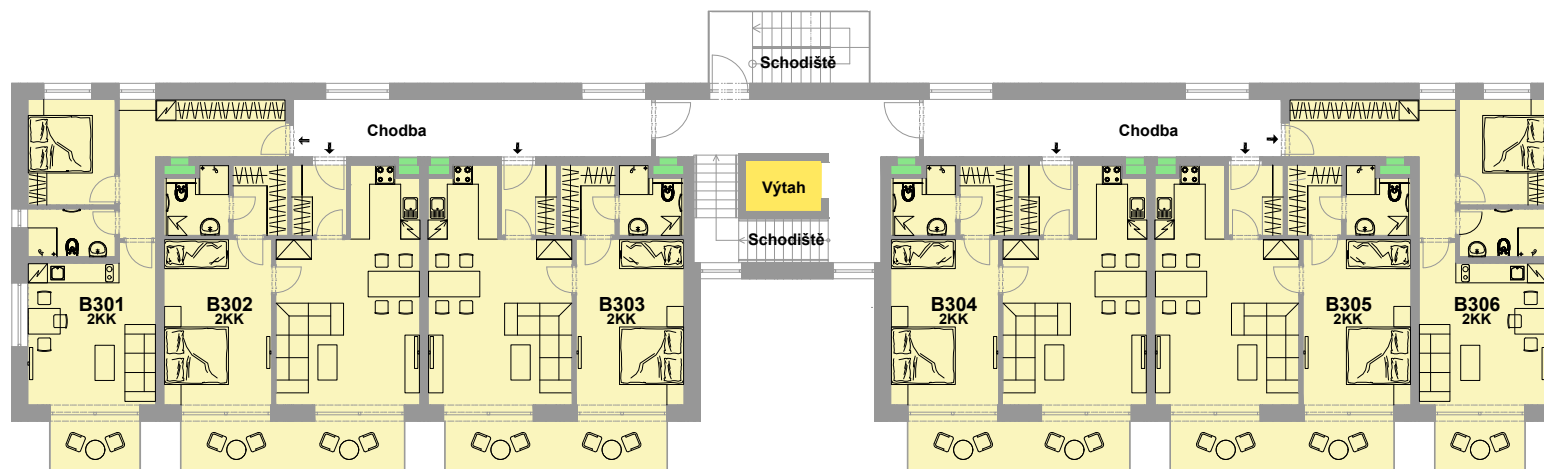 Schodiště
Chodba
Chodba
Výtah
Schodiště
B301
2KK
B302
2KK
B303
2KK
B304
2KK
B305
2KK
B306
2KK